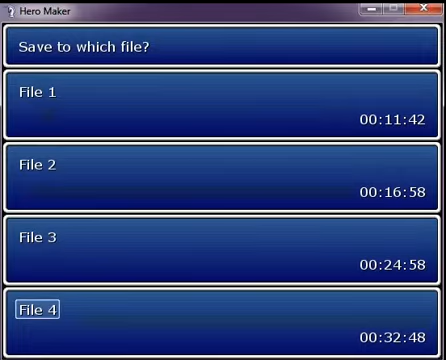 Hero Maker
Save to which file?
File 1
00:11:42
File 2
00:16:58
File 3
00:24:58
File 4
00:32:48